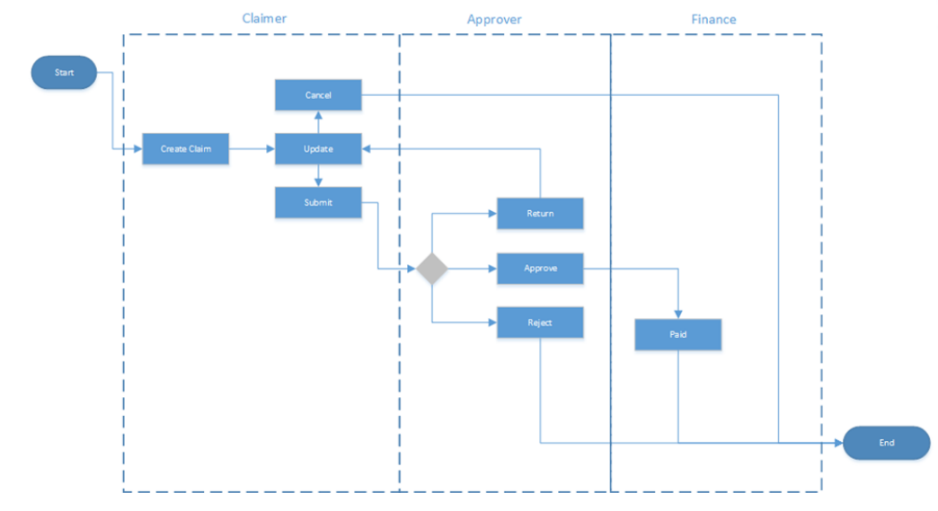 Claimer
Approver
Finance
Start
Cancel
Create Claim
Update
Submit
Return
Approve
Reject
Paid
End